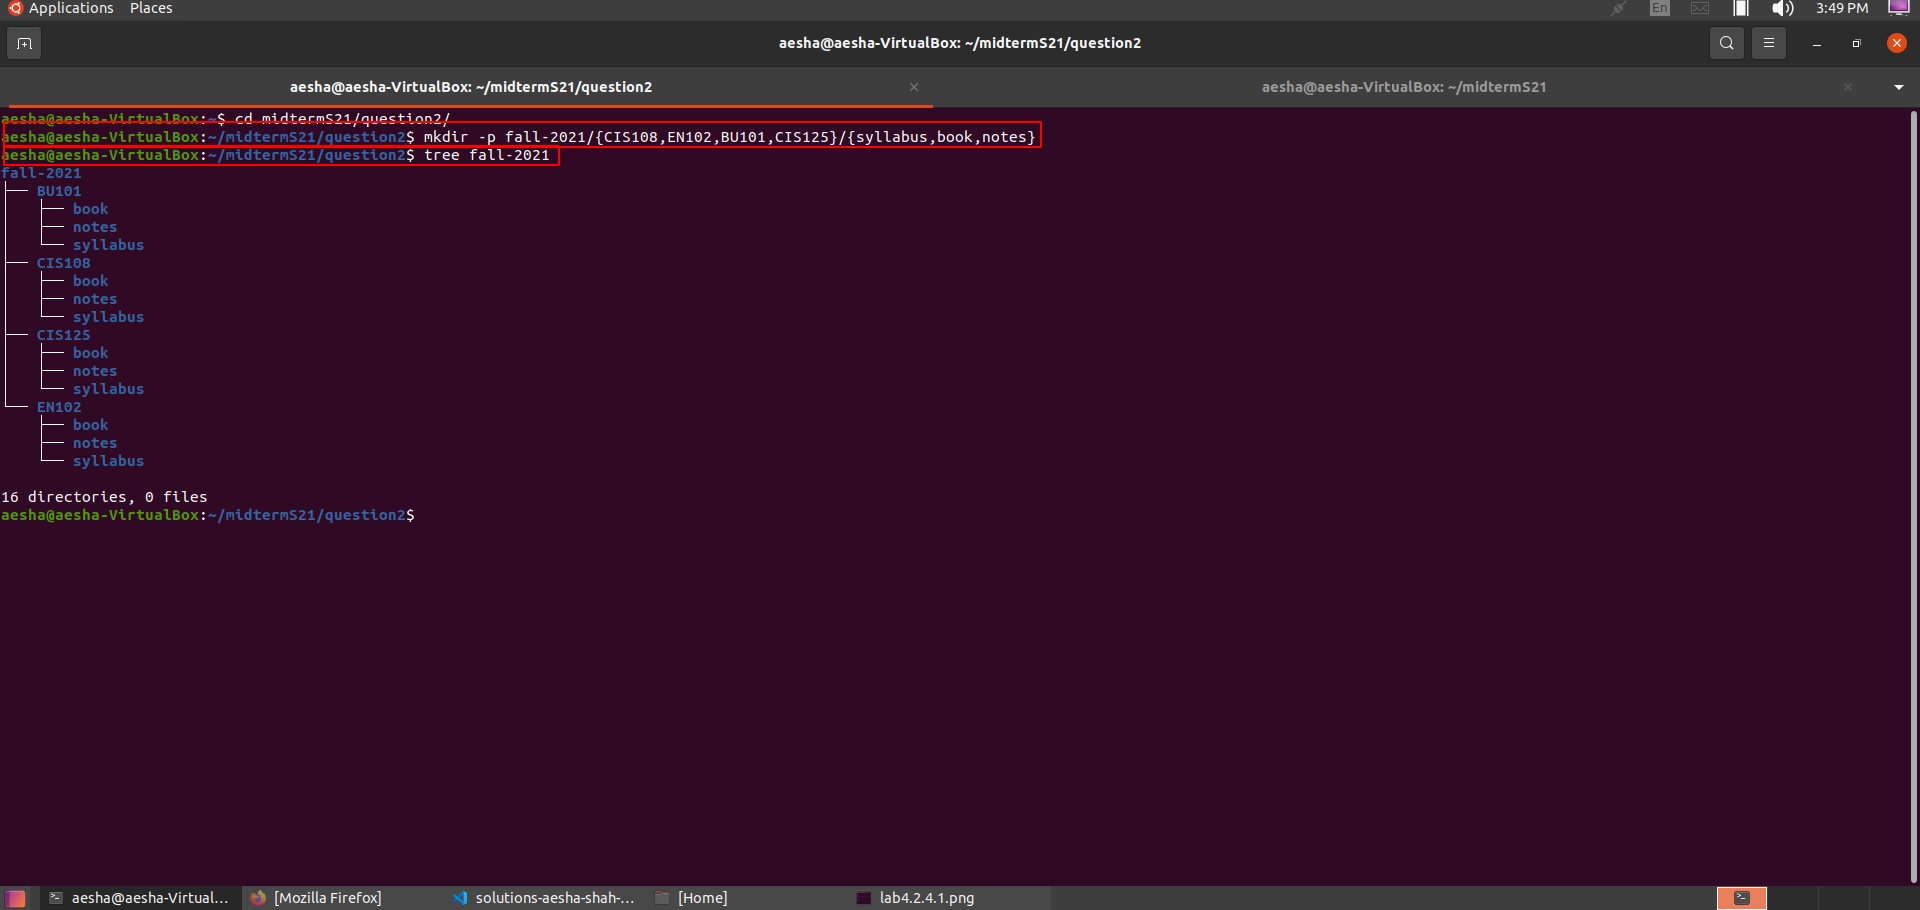 Applications Places En 3:49 PM
aesha@aesha-VirtualBox: ~/midtermS21/question2
aesha@aesha-VirtualBox: ~/midtermS21/question2 aesha@aesha-VirtualBox: ~/midtermS21
aesha@aesha-VirtualBox:~$ cd midtermS21/question2/
aesha@aesha-VirtualBox:~/midtermS21/question2$ mkdir -p fall-2021/{CIS108,EN102,BU101,CIS125}/{syllabus,book,notes}
aesha@aesha-VirtualBox:~/midtermS21/question2$ tree fall-2021
fall-2021
├── BU101
│   ├── book
│   ├── notes
│   └── syllabus
├── CIS108
│   ├── book
│   ├── notes
│   └── syllabus
├── CIS125
│   ├── book
│   ├── notes
│   └── syllabus
└── EN102
    ├── book
    ├── notes
    └── syllabus
16 directories, 0 files
aesha@aesha-VirtualBox:~/midtermS21/question2$
aesha@aesha-Virtual... [Mozilla Firefox] solutions-aesha-shah-... [Home] lab4.2.4.1.png